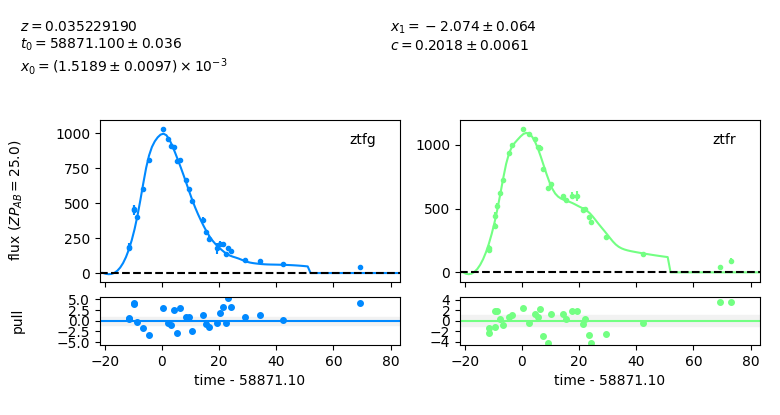 z = 0.035229190
t₀ = 58871.100 ± 0.036
x₀ = (1.5189 ± 0.0097) × 10⁻³
x₁ = −2.074 ± 0.064
c = 0.2018 ± 0.0061
flux (ZP_AB = 25.0)
1000
750
500
250
0
ztfg
1000
500
0
ztfr
pull
5.0
2.5
0.0
−2.5
−5.0
−20 0 20 40 60 80
time - 58871.10
4
2
0
−2
−4
−20 0 20 40 60 80
time - 58871.10